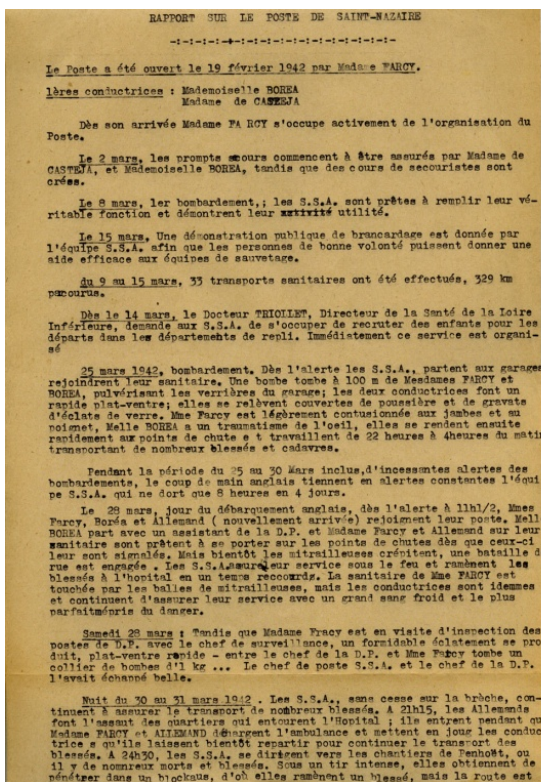 RAPPORT SUR LE POSTE DE SAINT-NAZAIRE
-:-:-:-:-+-:-:-:-:-:-:-:-:-:-:-
Le Poste a été ouvert le 19 février 1942 par Madame FARCY.
1ères conductrices : Mademoiselle BOREA
Madame de CASTEJA
Dès son arrivée Madame FA RCY s'occupe activement de l'organisation du
Poste.
Le 2 mars, les prompts secours commencent à être assurés par Madame de
CASTEJA, et Mademoiselle BOREA, tandis que des cours de secouristes sont
créés.
Le 8 mars, 1er bombardement,; les S.S.A. sont prêtes à remplir leur vé-
ritable fonction et démontrent leur utilité.
Le 15 mars, Une démonstration publique de brancardage est donnée par
l'équipe S.S.A. afin que les personnes de bonne volonté puissent donner une
aide efficace aux équipes de sauvetage.
du 9 au 15 mars, 33 transports sanitaires ont été effectués, 329 km
parcourus.
Dès le 14 mars, le Docteur TRIOLLET, Directeur de la Santé de la Loire
Inférieure, demande aux S.S.A. de s'occuper de recruter des enfants pour les
départs dans les départements de repli. Immédiatement ce service est organi-
sé
25 mars 1942, bombardement. Dès l'alerte les S.S.A., partent aux garages
rejoindrent leur sanitaire. Une bombe tombe à 100 m de Mesdames FARCY et
BOREA, pulvérisant les verrières du garage; les deux conductrices font un
rapide plat-ventre; elles se relèvent couvertes de poussière et de gravats
d'éclats de verre. Mme Farcy est légèrement contusionnée aux jambes et au
poignet, Melle BOREA a un traumatisme de l'oeil, elles se rendent ensuite
rapidement aux points de chute e t travaillent de 22 heures à 4heures du matin
transportant de nombreux blessés et cadavres.
Pendant la période du 25 au 30 Mars inclus,d'incessantes alertes des
bombardements, le coup de main anglais tiennent en alertes constantes l'équi
pe S.S.A. qui ne dort que 8 heures en 4 jours.
Le 28 mars, jour du débarquement anglais, dès l'alerte à 11h1/2, Mmes
Farcy, Boréa et Allemand ( nouvellement arrivée) rejoignent leur poste. Mell
BOREA part avec un assistant de la D.P. et Madame Farcy et Allemand sur leur
sanitaire sont prêtent à se porter sur les points de chutes dès que ceux-ci
leur sont signalés. Mais bientôt les mitrailleuses crépitent, une bataille d
rue est engagée . Les S.S.A. leur service sous le feu et ramènent les
blessés à l'hopital en un temps reccourdg. La sanitaire de Mme FARCY est
touchée par les balles de mitrailleuses, mais les conductrices sont idemmes
et continuent d'assurer leur service avec un grand sang froid et le plus
parfaitmépris du danger.
Samedi 28 mars : Tandis que Madame Fracy est en visite d'inspection des
postes de D.P. avec le chef de surveillance, un formidable éclatement se pro
duit, plat-ventre rapide - entre le chef de la D.P. et Mme Farcy tombe un
collier de bombes d'1 kg ... Le chef de poste S.S.A. et le chef de la D.P.
l'avait échappé belle.
Nuit du 30 au 31 mars 1942 . Les S.S.A., sans cesse sur la brèche, con-
tinuent à assurer le transport de nombreux blessés. A 21h15, les Allemands
font l'assaut des quartiers qui entourent l'Hopital ; ils entrent pendant qu
Madame FARCY et ALLEMAND déchargent l'ambulance et mettent en joug les conduc
trice s qu'ils laissent bientôt repartir pour continuer le transport des
blessés. A 24h30, les S.S.A. se dirigent vers les chantiers de Penhoët, ou
il y de nomnreux morts et blessés. Sous un tir intense, elles obtiennent de
pénétrer dans un blockaus, d'où elles ramènent un blessé, mais la route est